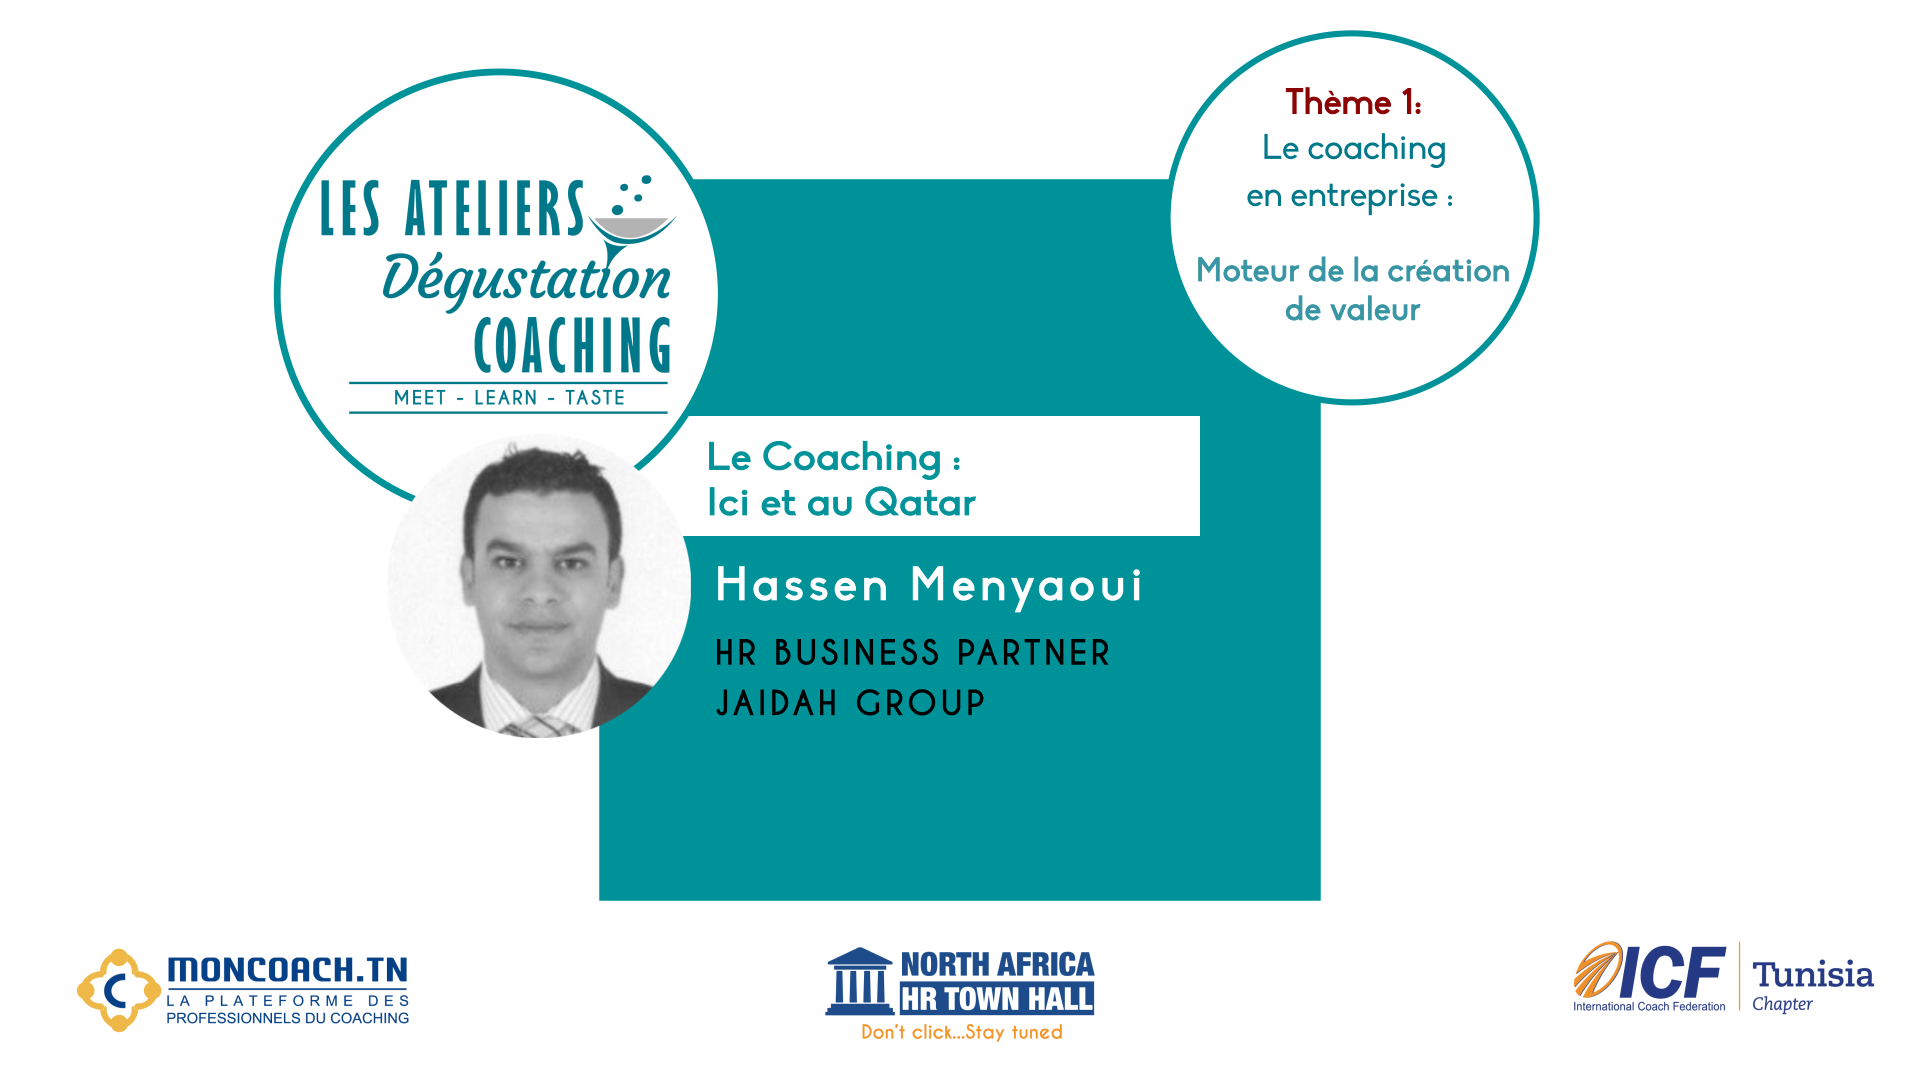 LES ATELIERS
Dégustation
COACHING
MEET - LEARN - TASTE
Thème 1:
Le coaching
en entreprise :
Moteur de la création
de valeur
Le Coaching :
Ici et au Qatar
Hassen Menyaoui
HR BUSINESS PARTNER
JAIDAH GROUP
C
MONCOACH.TN
LA PLATEFORME DES
PROFESSIONNELS DU COACHING
NORTH AFRICA
HR TOWN HALL
Don't click...Stay tuned
ICF
International Coach Federation
Tunisia
Chapter